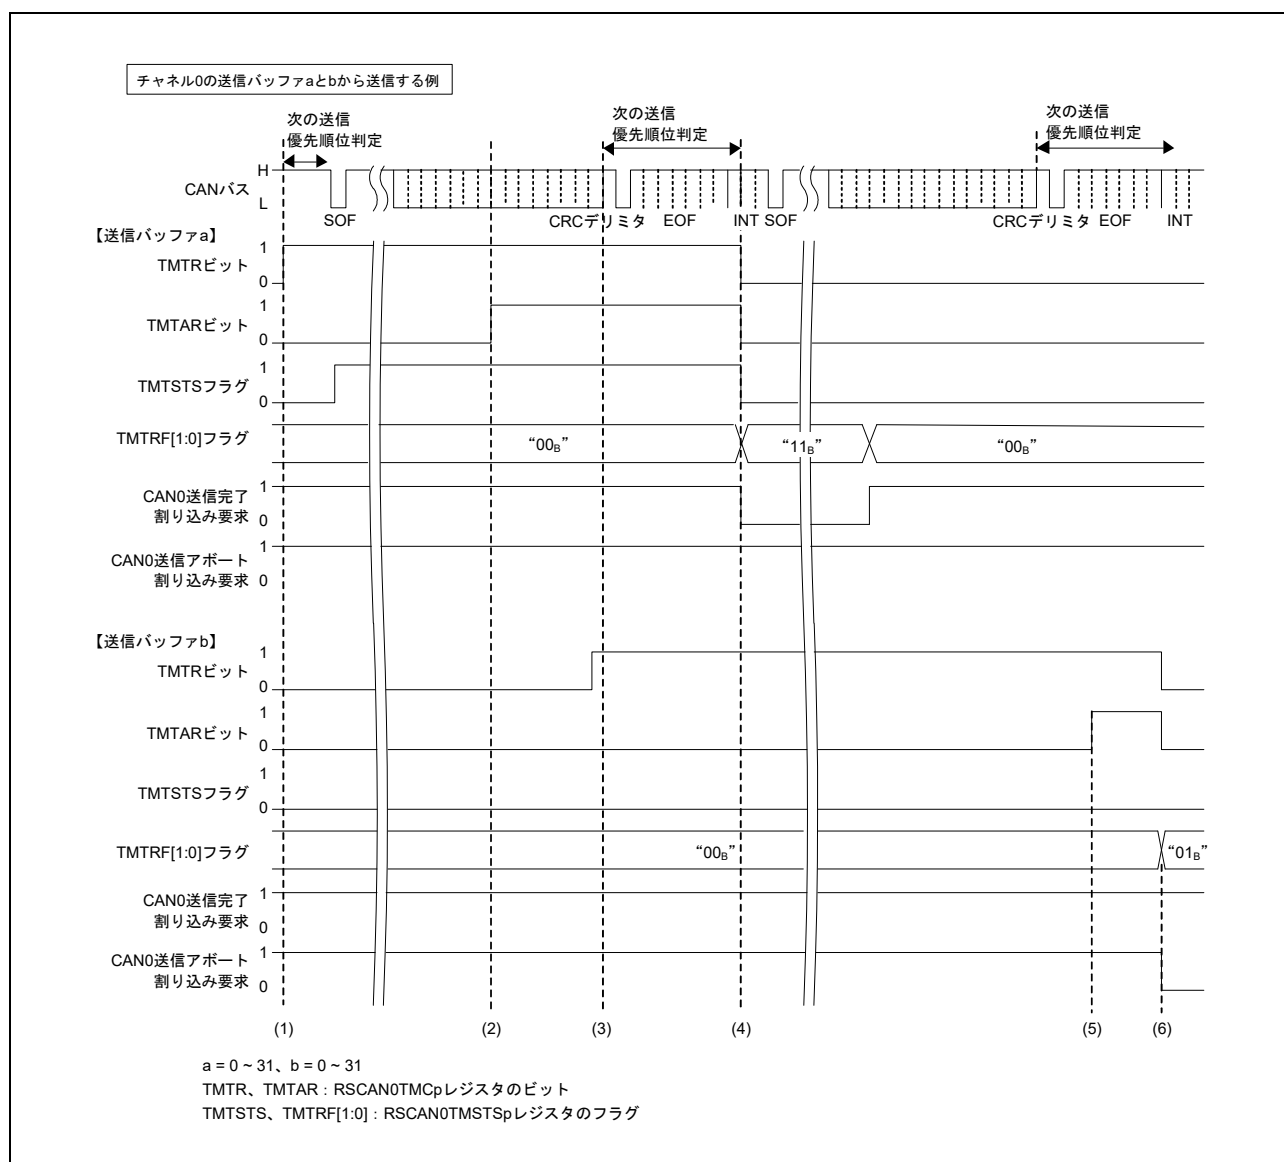 チャネル0の送信バッファaとbから送信する例
次の送信
優先順位判定
次の送信
優先順位判定
次の送信
優先順位判定
CANバス
H
L
SOF
CRCデリミタ
EOF
INT
SOF
CRCデリミタ
EOF
INT
【送信バッファa】
TMTRビット
1
0
TMTARビット
1
0
TMTSTSフラグ
1
0
TMTRF[1:0]フラグ
“00B”
“11B”
“00B”
CAN0送信完了
割り込み要求
1
0
CAN0送信アボート
割り込み要求
1
0
【送信バッファb】
TMTRビット
1
0
TMTARビット
1
0
TMTSTSフラグ
1
0
TMTRF[1:0]フラグ
“00B”
“01B”
CAN0送信完了
割り込み要求
1
0
CAN0送信アボート
割り込み要求
1
0
(1)
(2)
(3)
(4)
(5)
(6)
a = 0 ~ 31、b = 0 ~ 31
TMTR、TMTAR : RSCAN0TMCpレジスタのビット
TMTSTS、TMTRF[1:0] : RSCAN0TMSTSpレジスタのフラグ